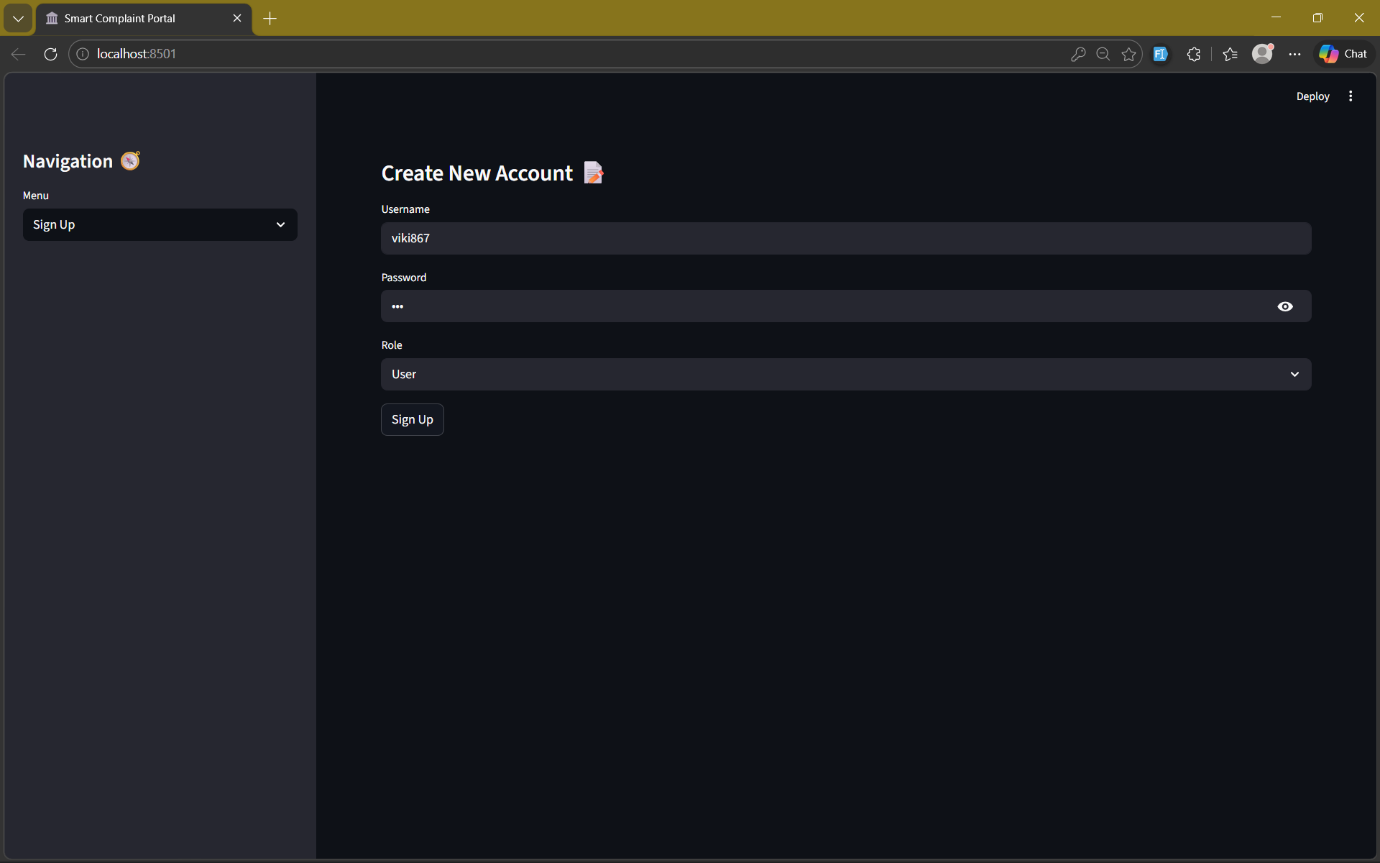 Smart Complaint Portal
localhost:8501
FI
Chat
Deploy
Navigation
Menu
Sign Up
Create New Account
Username
viki867
Password
•••
Role
User
Sign Up